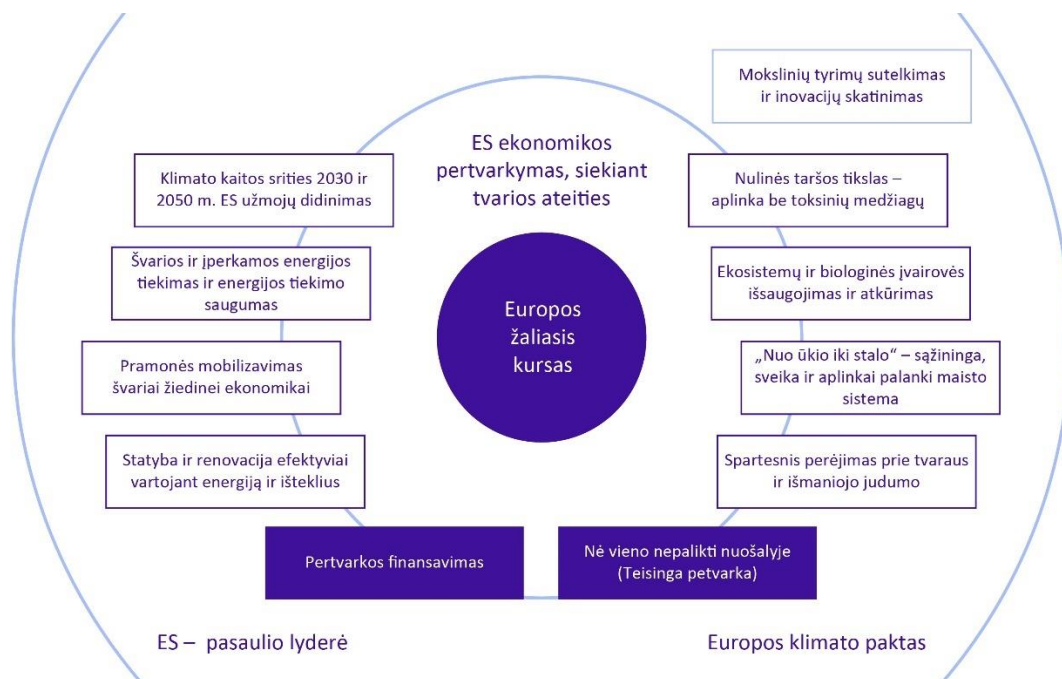 Mokslinių tyrimų sutelkimas
ir inovacijų skatinimas
ES ekonomikos
pertvarkymas, siekiant
tvarios ateities
Klimato kaitos srities 2030 ir
2050 m. ES užmojų didinimas
Švarios ir įperkamos energijos
tiekimas ir energijos tiekimo
saugumas
Pramonės mobilizavimas
švariai žiedinei ekonomikai
Statyba ir renovacija efektyviai
vartojant energiją ir išteklius
Europos
žaliasis
kursas
Nulinės taršos tikslas –
aplinka be toksinių medžiagų
Ekosistemų ir biologinės įvairovės
išsaugojimas ir atkūrimas
„Nuo ūkio iki stalo“ – sąžininga,
sveika ir aplinkai palanki maisto
sistema
Spartesnis perėjimas prie tvaraus
ir išmaniojo judumo
Pertvarkos finansavimas
Nė vieno nepalikti nuošalyje
(Teisinga petvarka)
ES – pasaulio lyderė
Europos klimato paktas